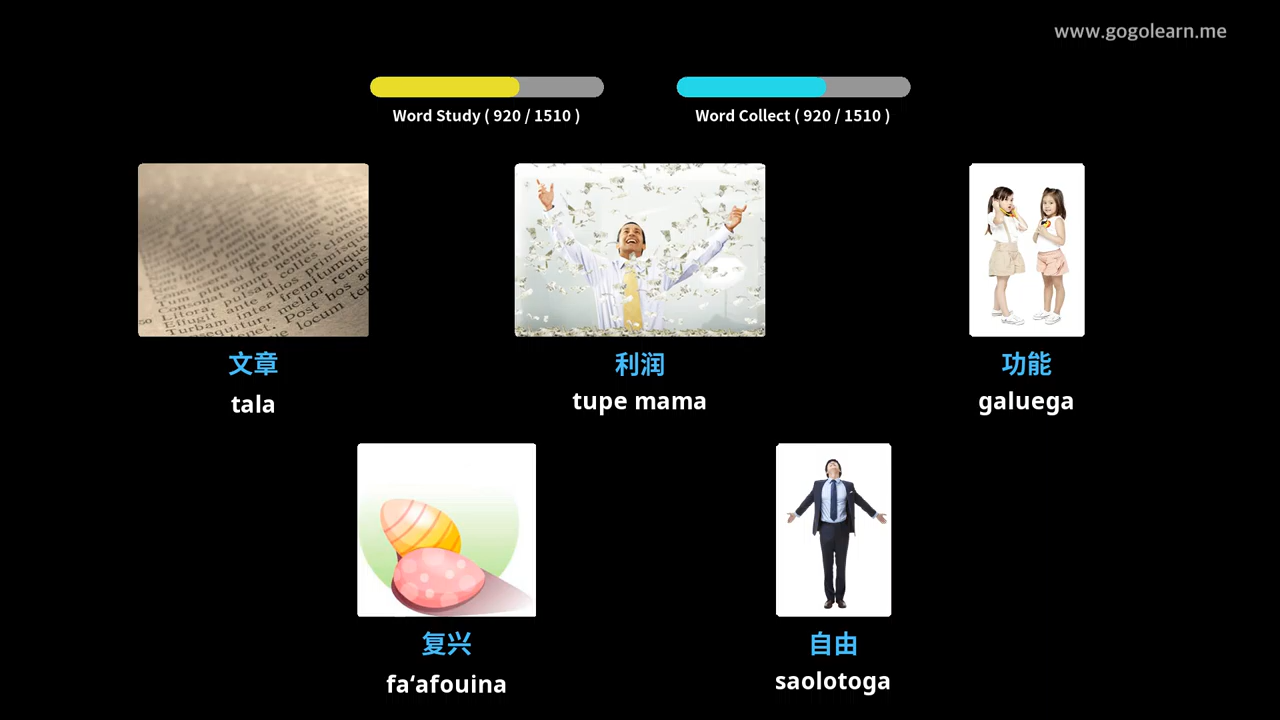 www.gogolearn.me
Word Study ( 920 / 1510 )
Word Collect ( 920 / 1510 )
文章
tala
利润
tupe mama
功能
galuega
复兴
fa‘afouina
自由
saolotoga